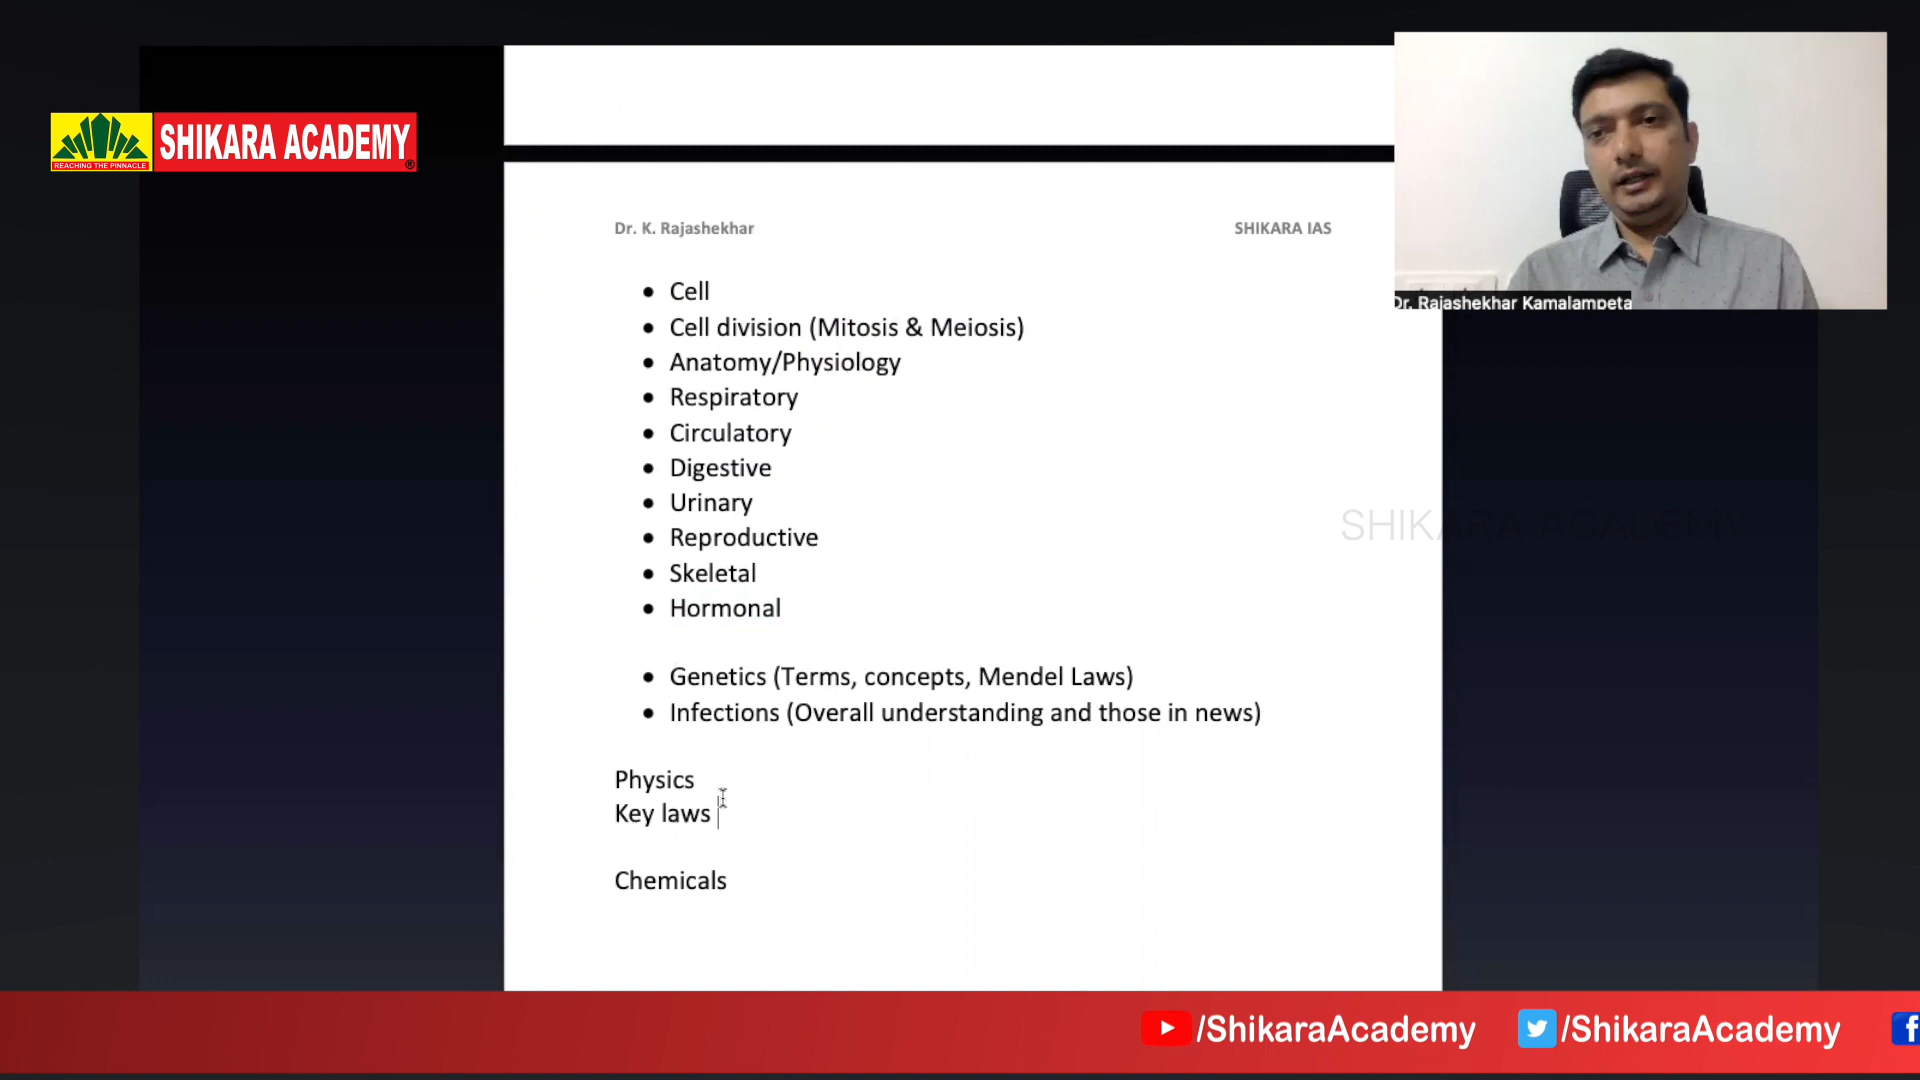 SHIKARA ACADEMY
REACHING THE PINNACLE
®
Dr. K. Rajashekhar
SHIKARA IAS
Dr. Rajashekhar Kamalampeta
• Cell
• Cell division (Mitosis & Meiosis)
• Anatomy/Physiology
• Respiratory
• Circulatory
• Digestive
• Urinary
• Reproductive
• Skeletal
• Hormonal
• Genetics (Terms, concepts, Mendel Laws)
• Infections (Overall understanding and those in news)
Physics
Key laws
Chemicals
SHIKARA ACADEMY
/ShikaraAcademy
/ShikaraAcademy